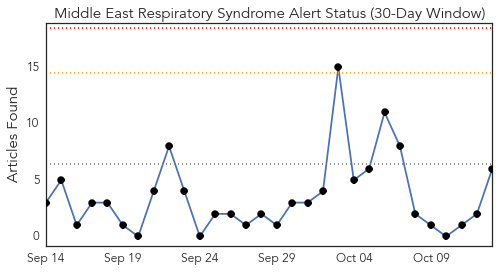 Middle East Respiratory Syndrome Alert Status (30-Day Window)
Articles Found
15
10
5
0
Sep 14 Sep 19 Sep 24 Sep 29 Oct 04 Oct 09